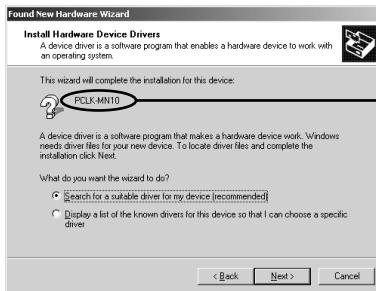 Found New Hardware Wizard
Install Hardware Device Drivers
A device driver is a software program that enables a hardware device to work with
an operating system.
This wizard will complete the installation for this device:
PCLK-MN10
A device driver is a software program that makes a hardware device work. Windows
needs driver files for your new device. To locate driver files and complete the
installation click Next.
What do you want the wizard to do?
Search for a suitable driver for my device (recommended)
Display a list of the known drivers for this device so that I can choose a specific
driver
< Back Next > Cancel